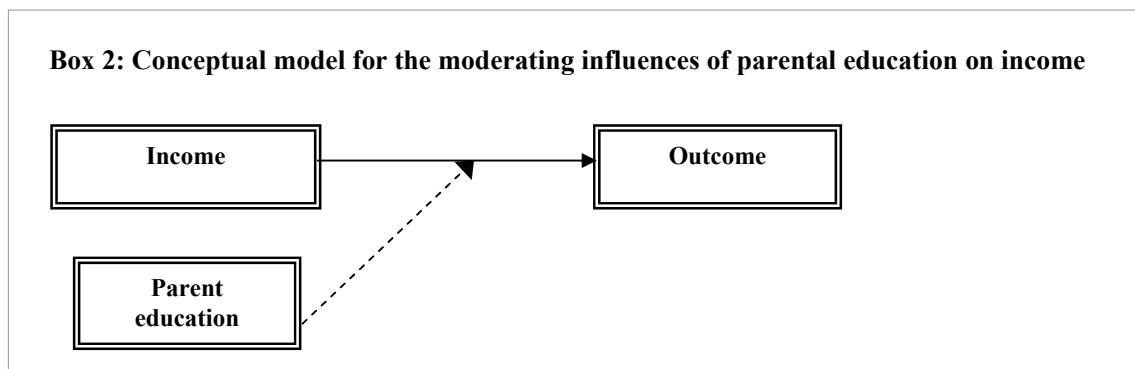 Box 2: Conceptual model for the moderating influences of parental education on income
Income
Outcome
Parent
education